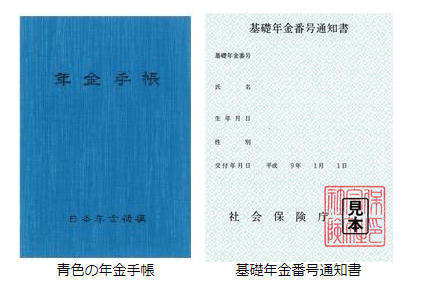 年金手帳
日本年金機構
青色の年金手帳
基礎年金番号通知書
基礎年金番号
氏 名
生年月日
性 別
交付年月日 平成 9年 1月 1日
社会保険庁
見本
基礎年金番号通知書